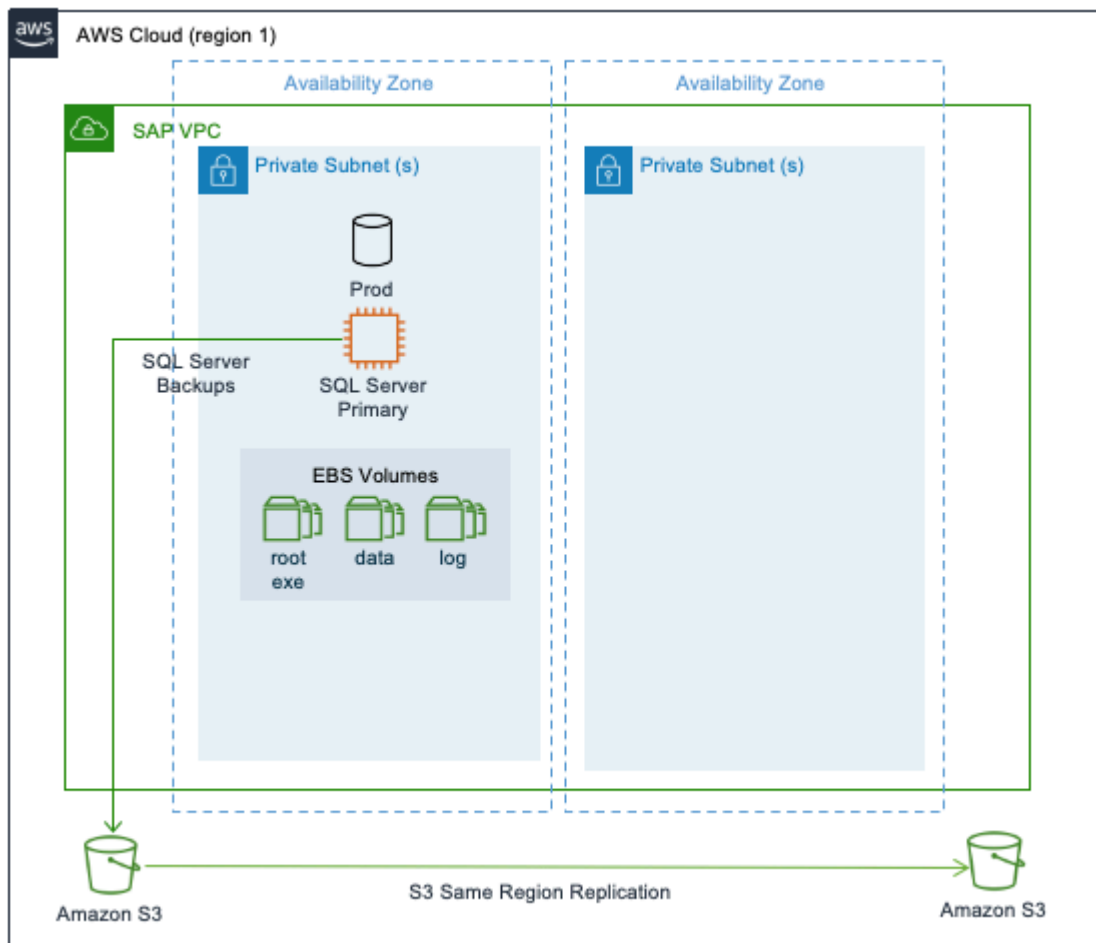 aws
AWS Cloud (region 1)
Availability Zone
Availability Zone
SAP VPC
Private Subnet (s)
Private Subnet (s)
Prod
SQL Server
Backups
SQL Server
Primary
EBS Volumes
root
exe
data
log
S3 Same Region Replication
Amazon S3
Amazon S3